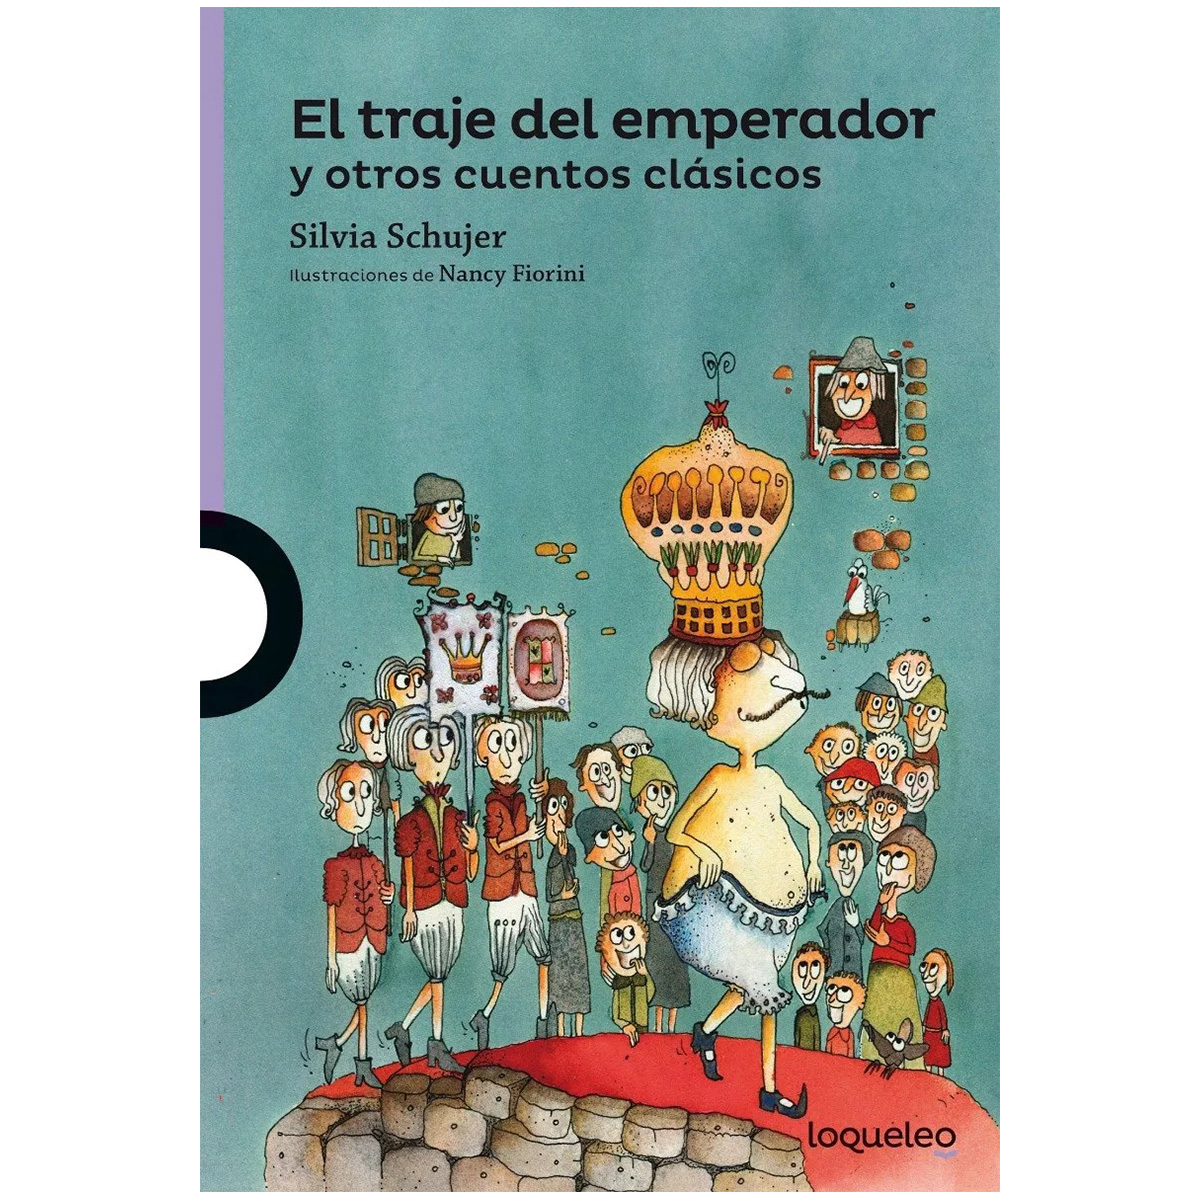 El traje del emperador
y otros cuentos clásicos
Silvia Schujer
Ilustraciones de Nancy Fiorini
loqueleo